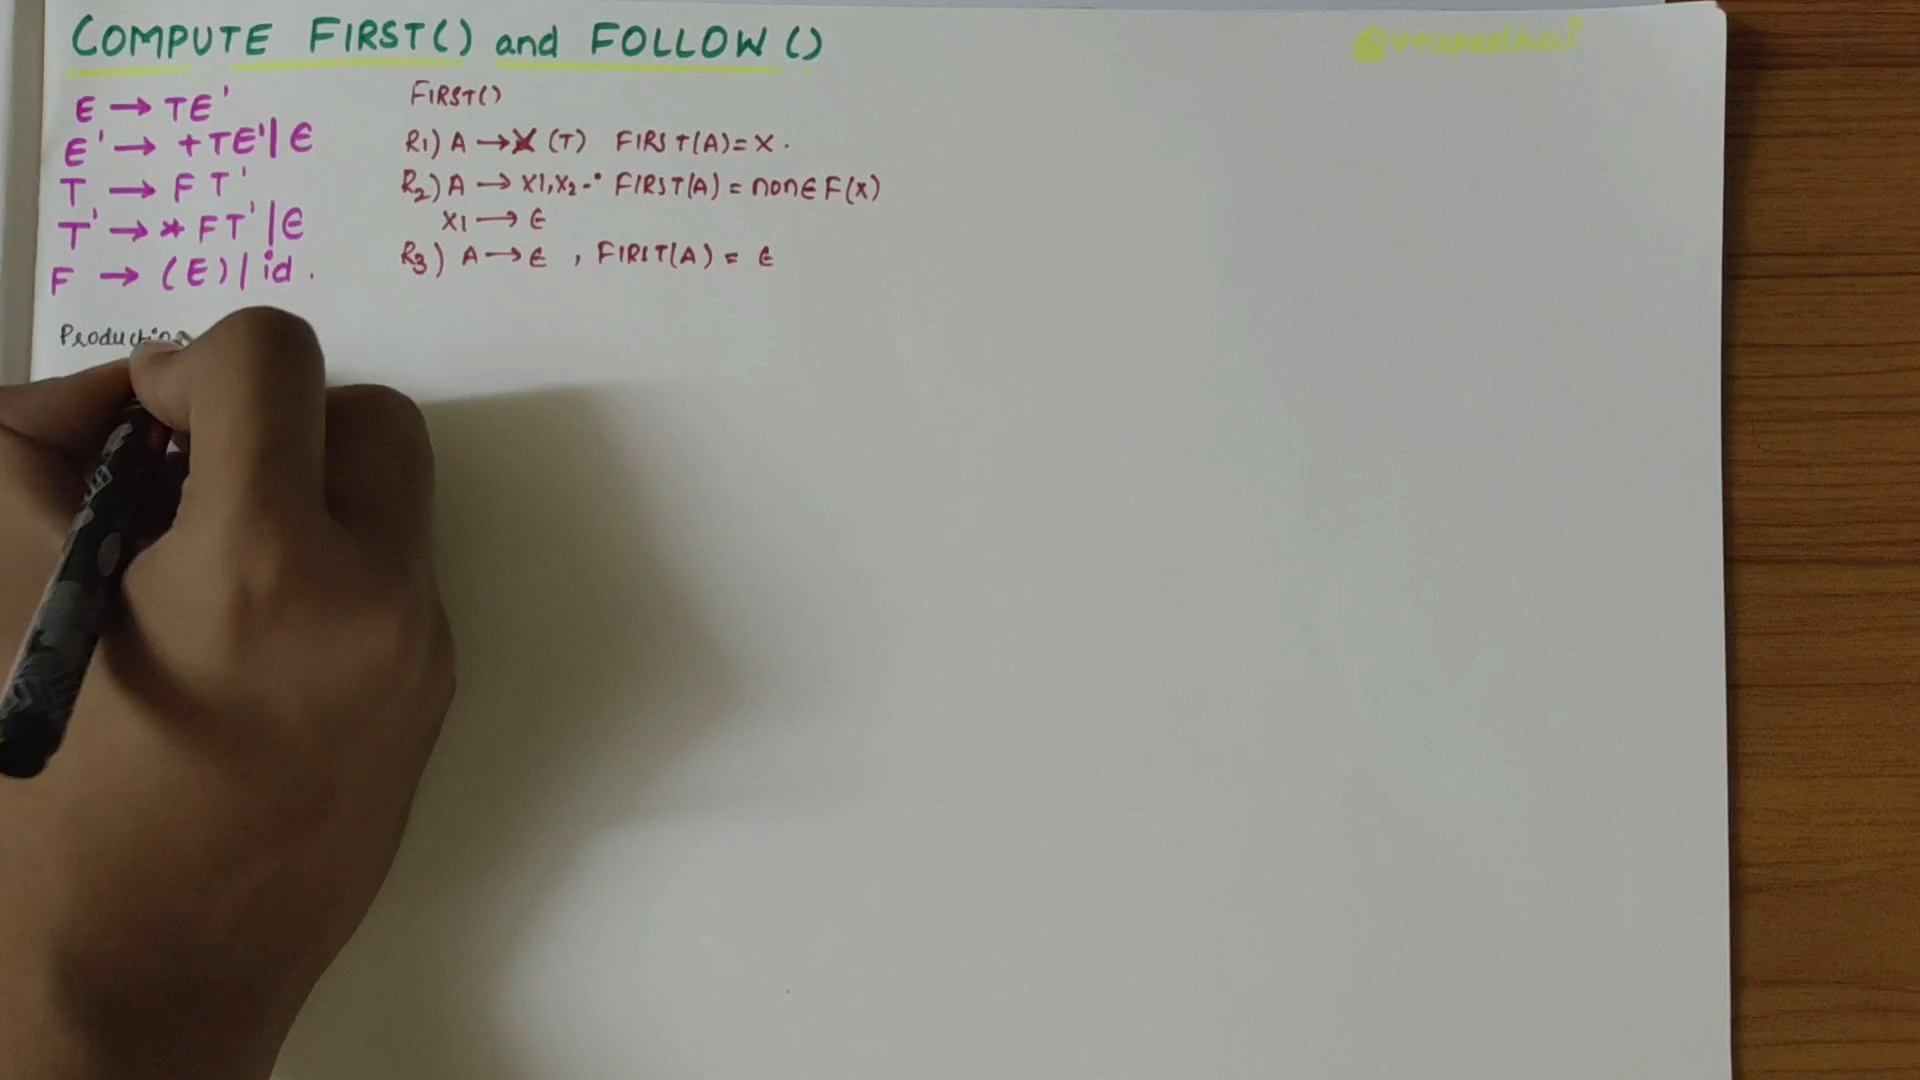 COMPUTE FIRST() and FOLLOW()
E → TE'
E' → +TE'|ϵ
T → FT'
T' → *FT'|ϵ
F → (E)|id.
FIRST()
R1) A → X (T) FIRST(A) = X.
R2) A → X1,X2-• FIRST(A) = non ϵ F(x)
X1 → ϵ
R3) A → ϵ , FIRST(A) = ϵ
Production